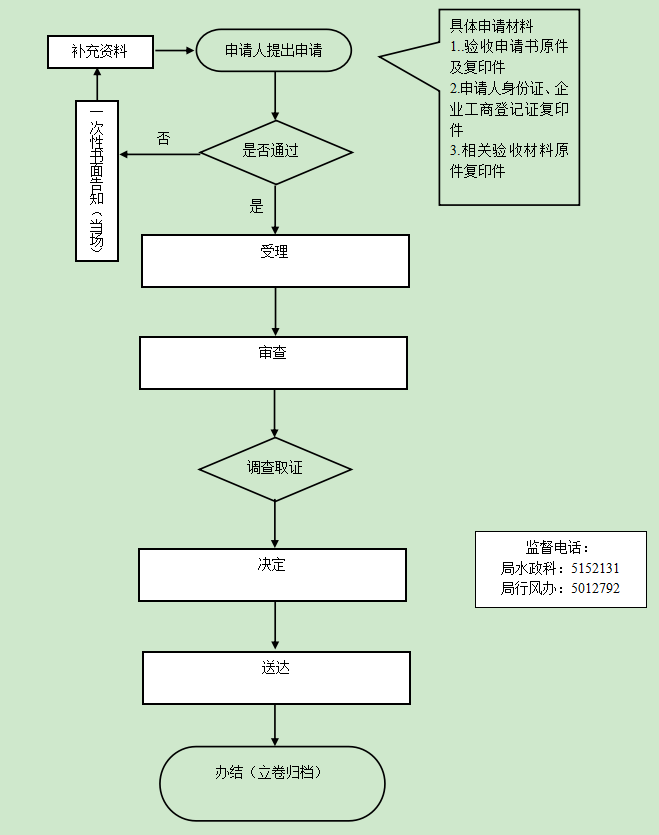 补充资料
申请人提出申请
具体申请材料
1..验收申请书原件
及复印件
2.申请人身份证、企
业工商登记证复印
件
3.相关验收材料原
件复印件
一次性书面告知（当场）
否
是否通过
是
受理
审查
调查取证
决定
监督电话：
局水政科：5152131
局行风办：5012792
送达
办结（立卷归档）